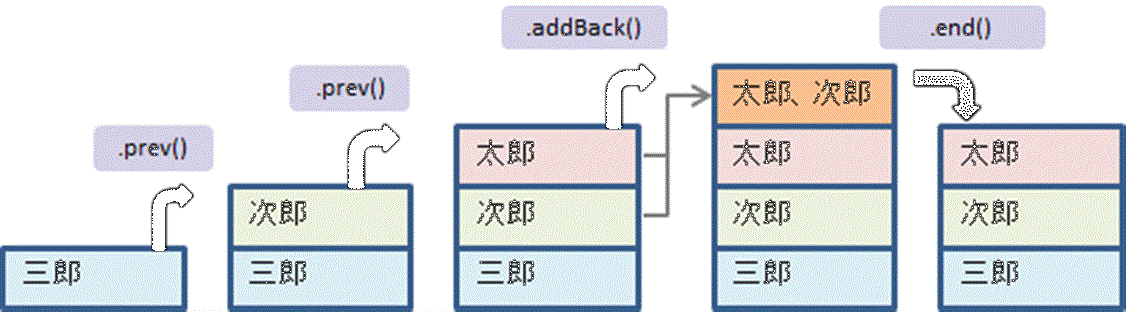 .prev()
三郎
.prev()
次郎
三郎
.addBack()
太郎
次郎
三郎
太郎、次郎
太郎
次郎
三郎
.end()
太郎
次郎
三郎